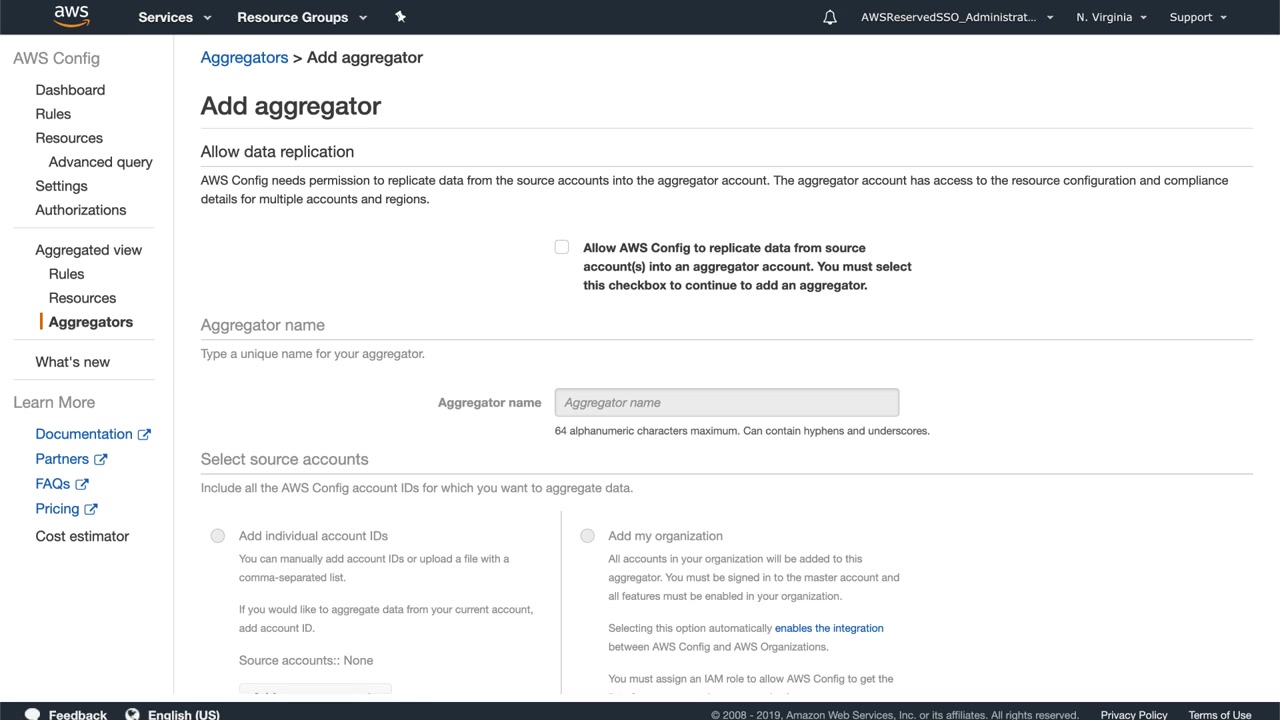 aws
Services
Resource Groups
AWSReservedSSO_Administrat...
N. Virginia
Support
AWS Config
Dashboard
Rules
Resources
Advanced query
Settings
Authorizations
Aggregated view
Rules
Resources
Aggregators
What's new
Learn More
Documentation
Partners
FAQs
Pricing
Cost estimator
Aggregators > Add aggregator
Add aggregator
Allow data replication
AWS Config needs permission to replicate data from the source accounts into the aggregator account. The aggregator account has access to the resource configuration and compliance
details for multiple accounts and regions.
Allow AWS Config to replicate data from source
account(s) into an aggregator account. You must select
this checkbox to continue to add an aggregator.
Aggregator name
Type a unique name for your aggregator.
Aggregator name
Aggregator name
64 alphanumeric characters maximum. Can contain hyphens and underscores.
Select source accounts
Include all the AWS Config account IDs for which you want to aggregate data.
Add individual account IDs
You can manually add account IDs or upload a file with a
comma-separated list.
If you would like to aggregate data from your current account,
add account ID.
Source accounts:: None
Add my organization
All accounts in your organization will be added to this
aggregator. You must be signed in to the master account and
all features must be enabled in your organization.
Selecting this option automatically enables the integration
between AWS Config and AWS Organizations.
You must assign an IAM role to allow AWS Config to get the
Feedback
English (US)
© 2008 - 2019, Amazon Web Services, Inc. or its affiliates. All rights reserved.
Privacy Policy
Terms of Use